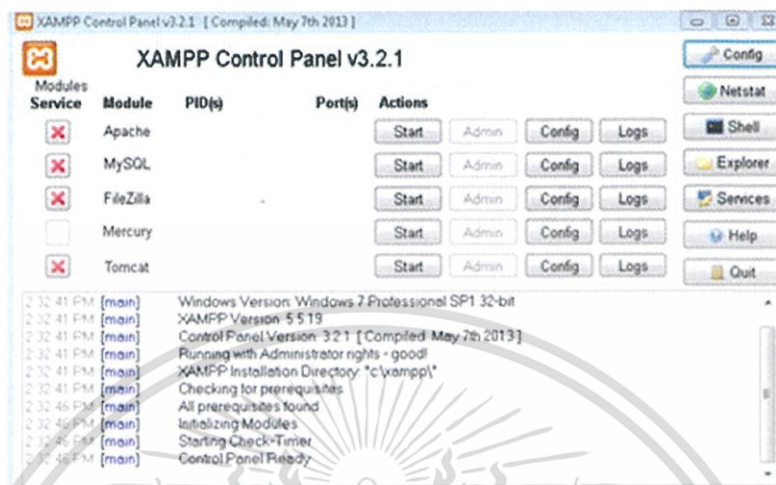 XAMPP Control Panel v3.2.1 [ Compiled: May 7th 2013 ]
XAMPP Control Panel v3.2.1
Config
Modules
Service Module PID(s) Port(s) Actions
Netstat
Apache Start Admin Config Logs
Shell
MySQL Start Admin Config Logs
Explorer
FileZilla Start Admin Config Logs
Services
Mercury Start Admin Config Logs
Help
Tomcat Start Admin Config Logs
Quit
2:32:41 PM [main] Windows Version: Windows 7 Professional SP1 32-bit
2:32:41 PM [main] XAMPP Version: 5.5.19
2:32:41 PM [main] Control Panel Version: 3.2.1 [ Compiled: May 7th 2013 ]
2:32:41 PM [main] Running with Administrator rights - good!
2:32:41 PM [main] XAMPP Installation Directory: "c:\xampp\"
2:32:41 PM [main] Checking for prerequisites
2:32:46 PM [main] All prerequisites found
2:32:46 PM [main] Initializing Modules
2:32:46 PM [main] Starting Check-Timer
2:32:46 PM [main] Control Panel Ready